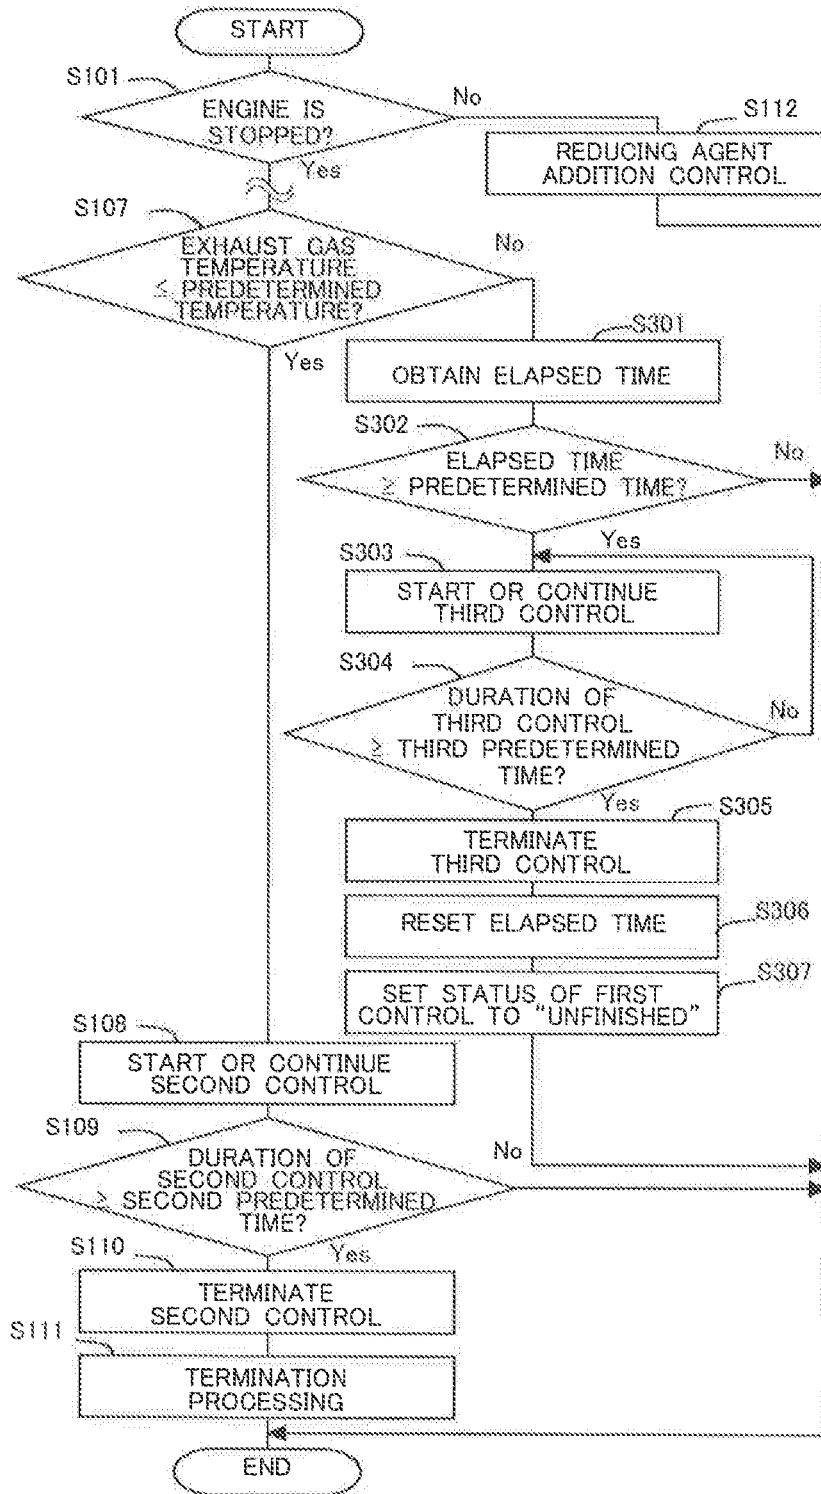 START
S101
ENGINE IS
STOPPED?
No
Yes
S112
REDUCING AGENT
ADDITION CONTROL
S107
EXHAUST GAS
TEMPERATURE
≤ PREDETERMINED
TEMPERATURE?
No
Yes
S301
OBTAIN ELAPSED TIME
S302
ELAPSED TIME
≥ PREDETERMINED TIME?
No
Yes
S303
START OR CONTINUE
THIRD CONTROL
S304
DURATION OF
THIRD CONTROL
≥ THIRD PREDETERMINED
TIME?
No
Yes
S305
TERMINATE
THIRD CONTROL
RESET ELAPSED TIME
S306
S307
SET STATUS OF FIRST
CONTROL TO "UNFINISHED"
S108
START OR CONTINUE
SECOND CONTROL
S109
DURATION OF
SECOND CONTROL
≥ SECOND PREDETERMINED
TIME?
No
Yes
S110
TERMINATE
SECOND CONTROL
S111
TERMINATION
PROCESSING
END